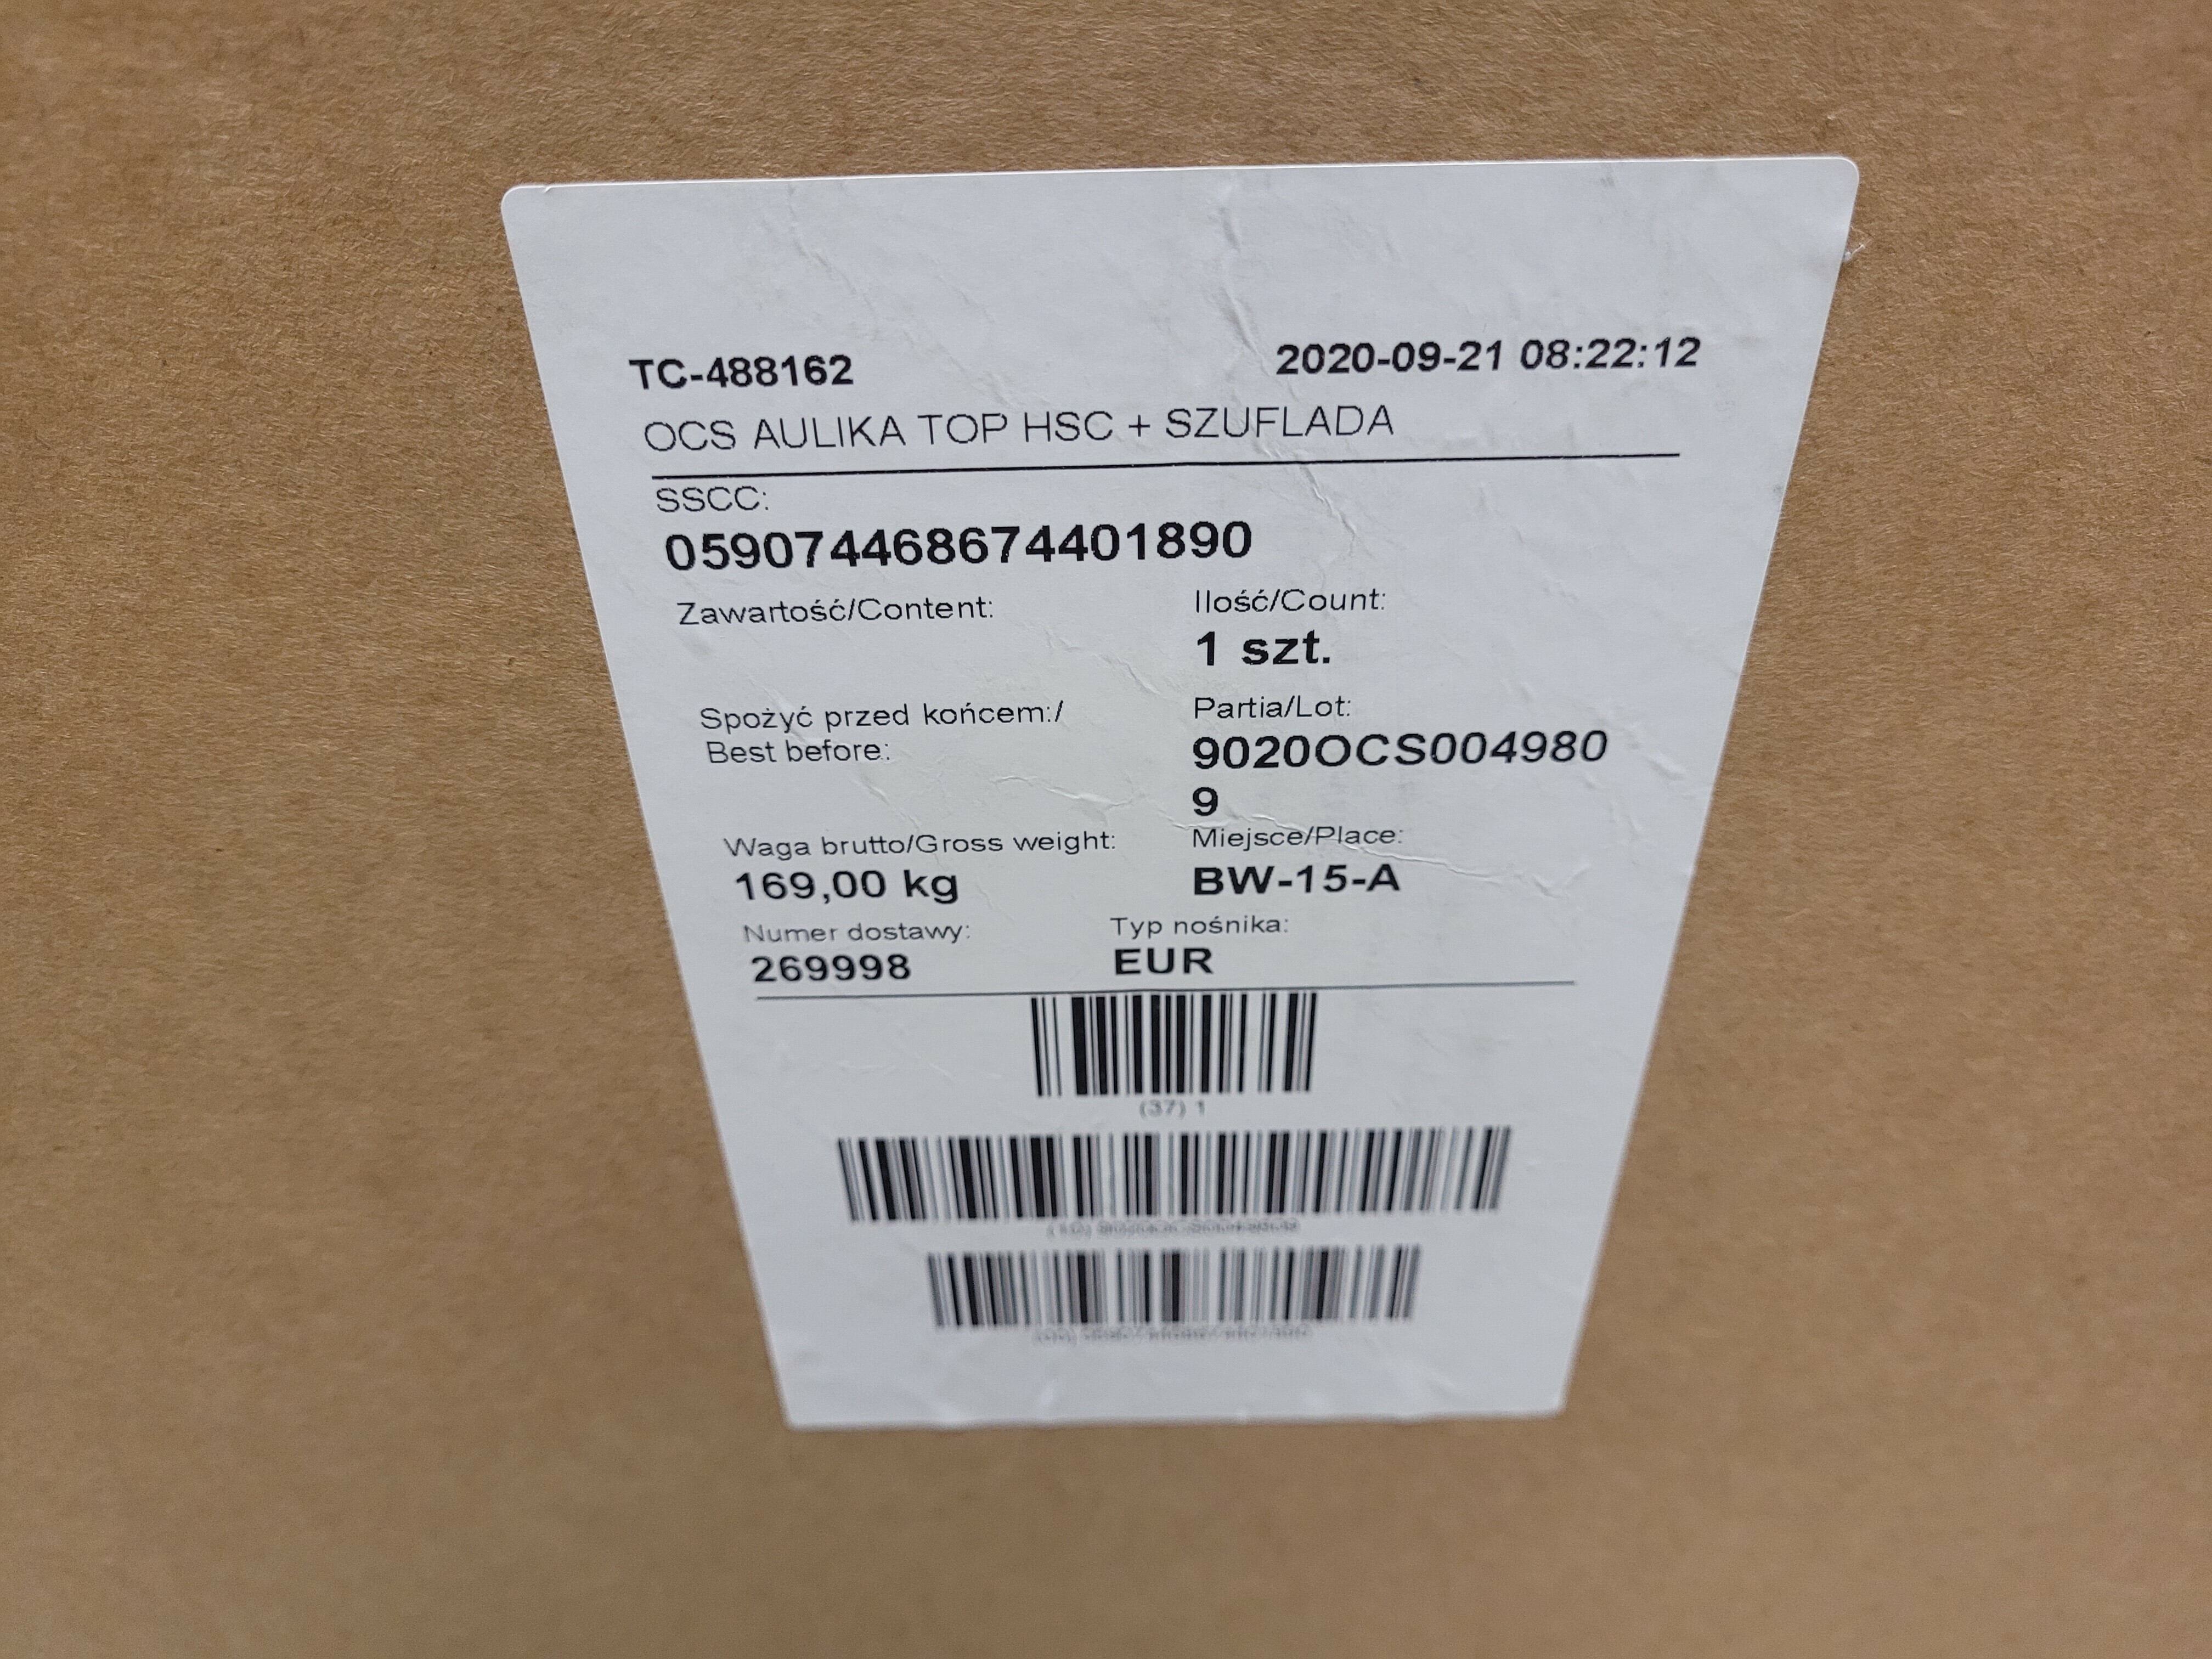 TC-488162 2020-09-21 08:22:12
OCS AULIKA TOP HSC + SZUFLADA
SSCC:
059074468674401890
Zawartość/Content: Ilość/Count:
1 szt.
Spożyć przed końcem:/ Partia/Lot:
Best before: 9020OCS004980
9
Waga brutto/Gross weight: Miejsce/Place:
169,00 kg BW-15-A
Numer dostawy: Typ nośnika:
269998 EUR
(37) 1